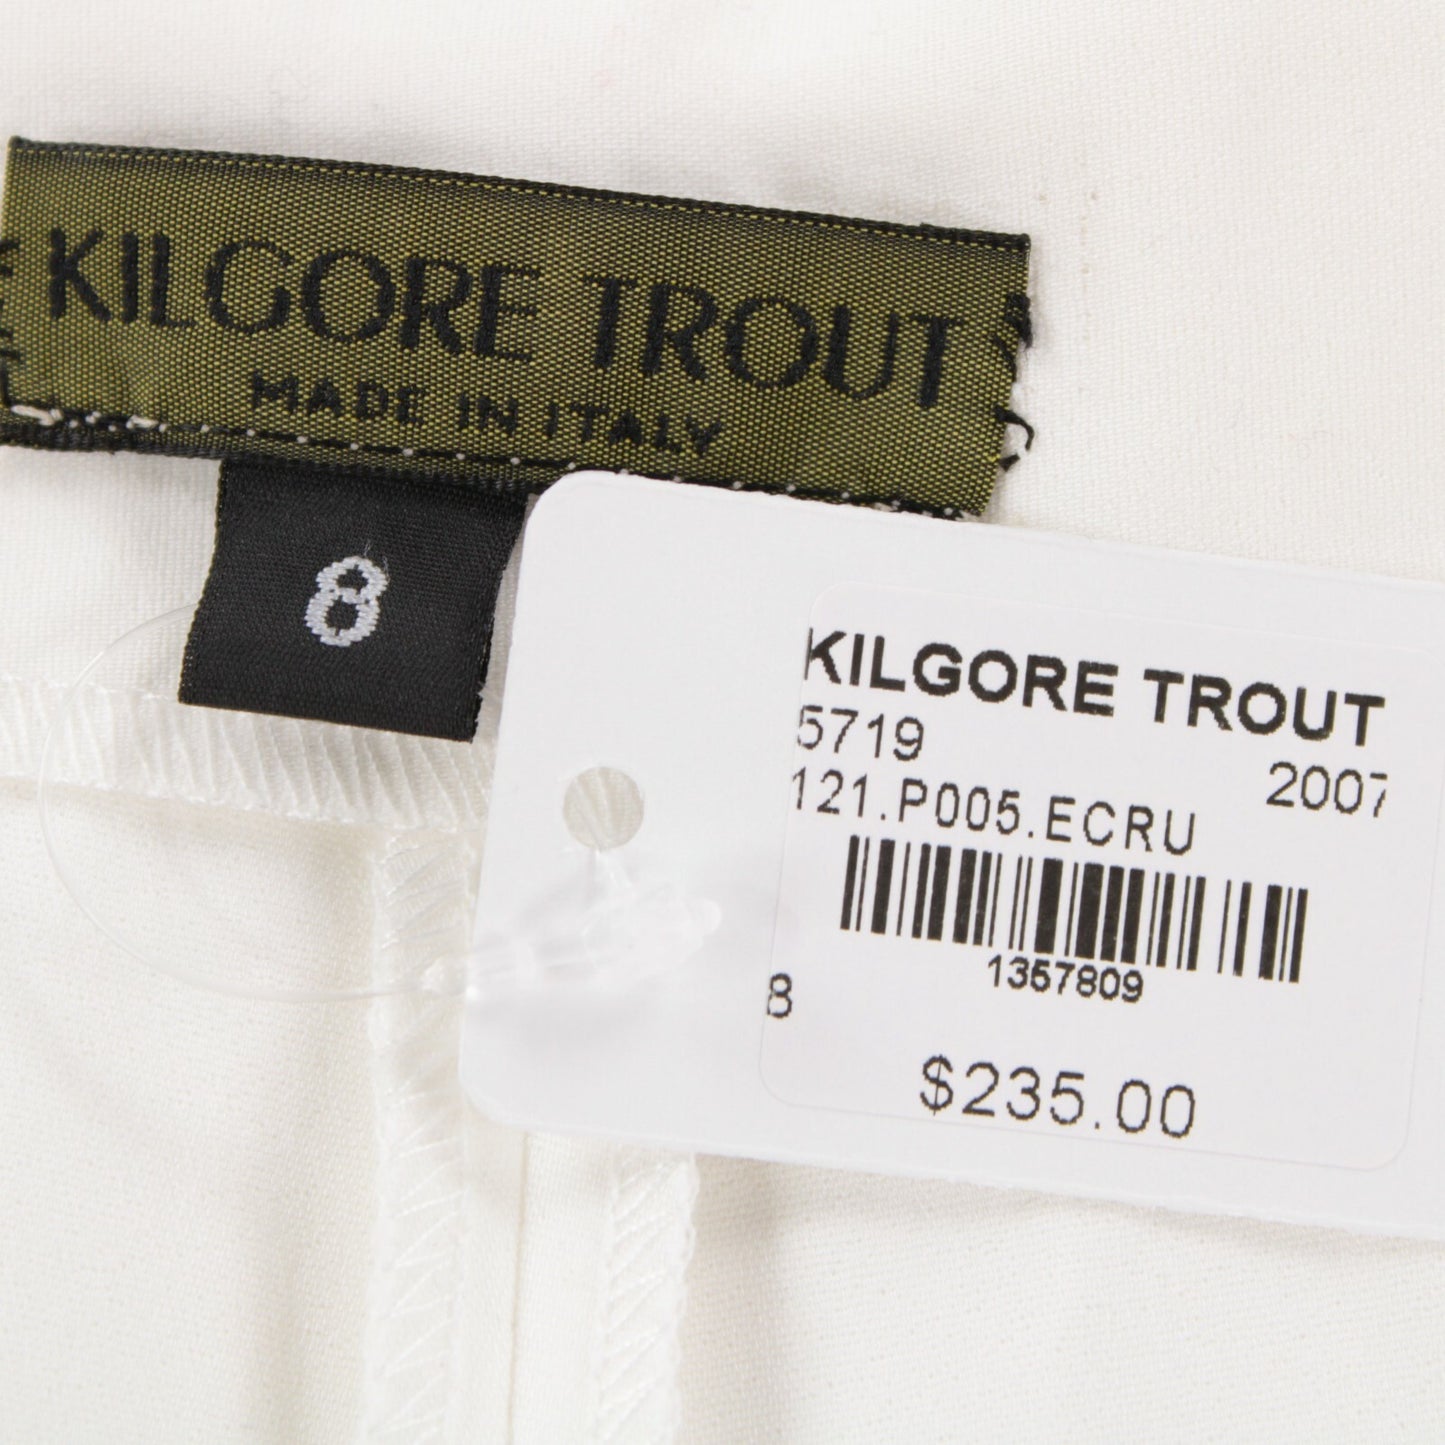 KILGORE TROUT
MADE IN ITALY
8
KILGORE TROUT
5719
2007
121.P005.ECRU
1357809
8
$235.00